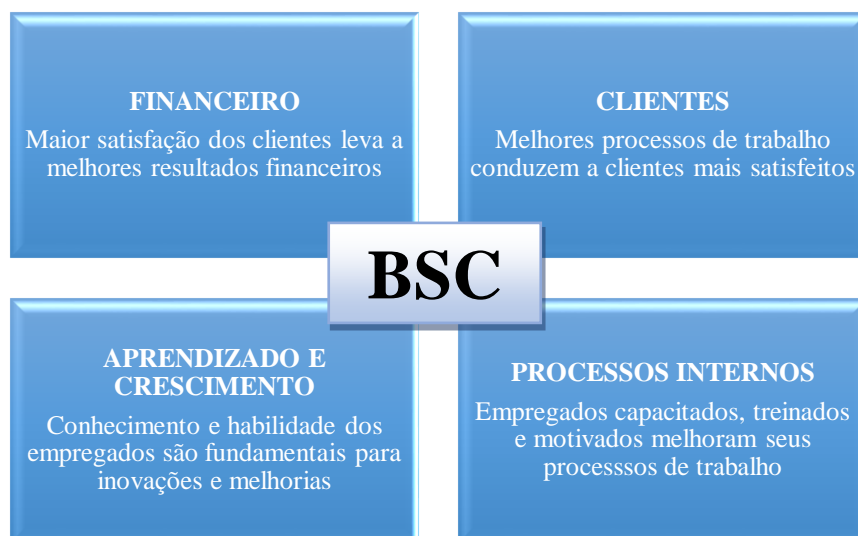 FINANCEIRO
Maior satisfação dos clientes leva a
melhores resultados financeiros
CLIENTES
Melhores processos de trabalho
conduzem a clientes mais satisfeitos
BSC
APRENDIZADO E
CRESCIMENTO
Conhecimento e habilidade dos
empregados são fundamentais para
inovações e melhorias
PROCESSOS INTERNOS
Empregados capacitados, treinados
e motivados melhoram seus
processsos de trabalho